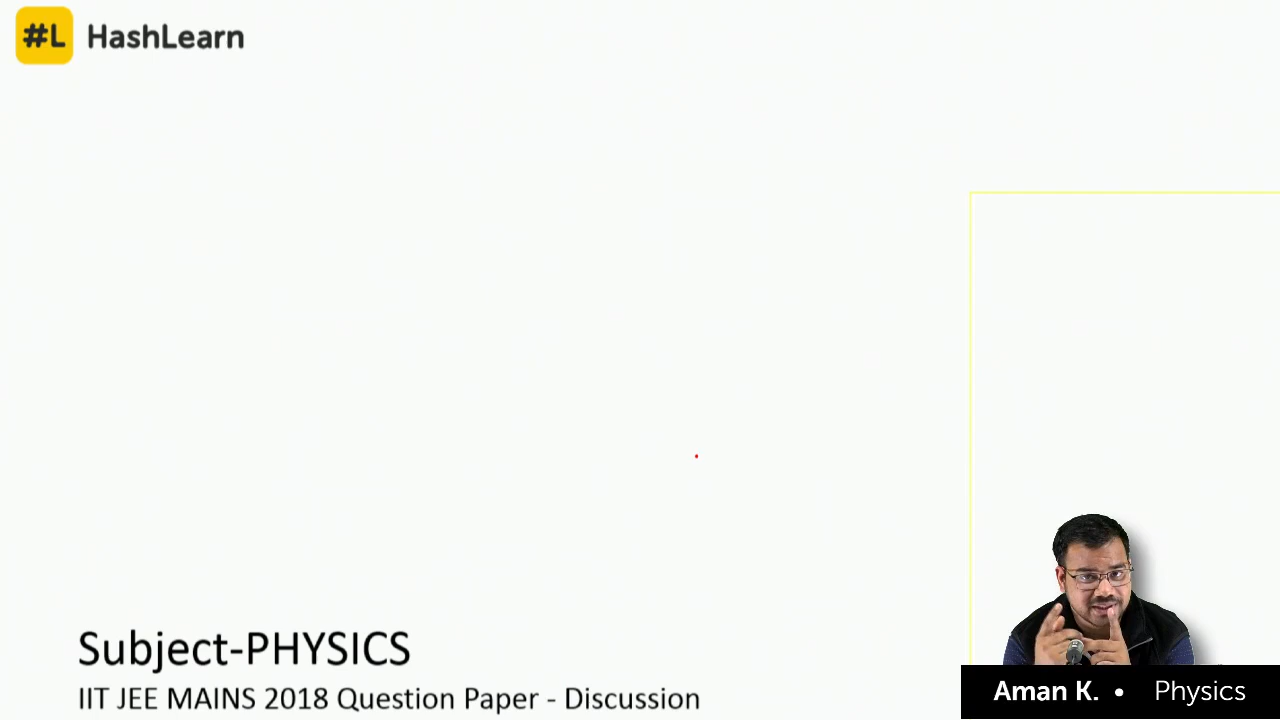 #L HashLearn
Subject-PHYSICS
IIT JEE MAINS 2018 Question Paper - Discussion
Aman K. • Physics